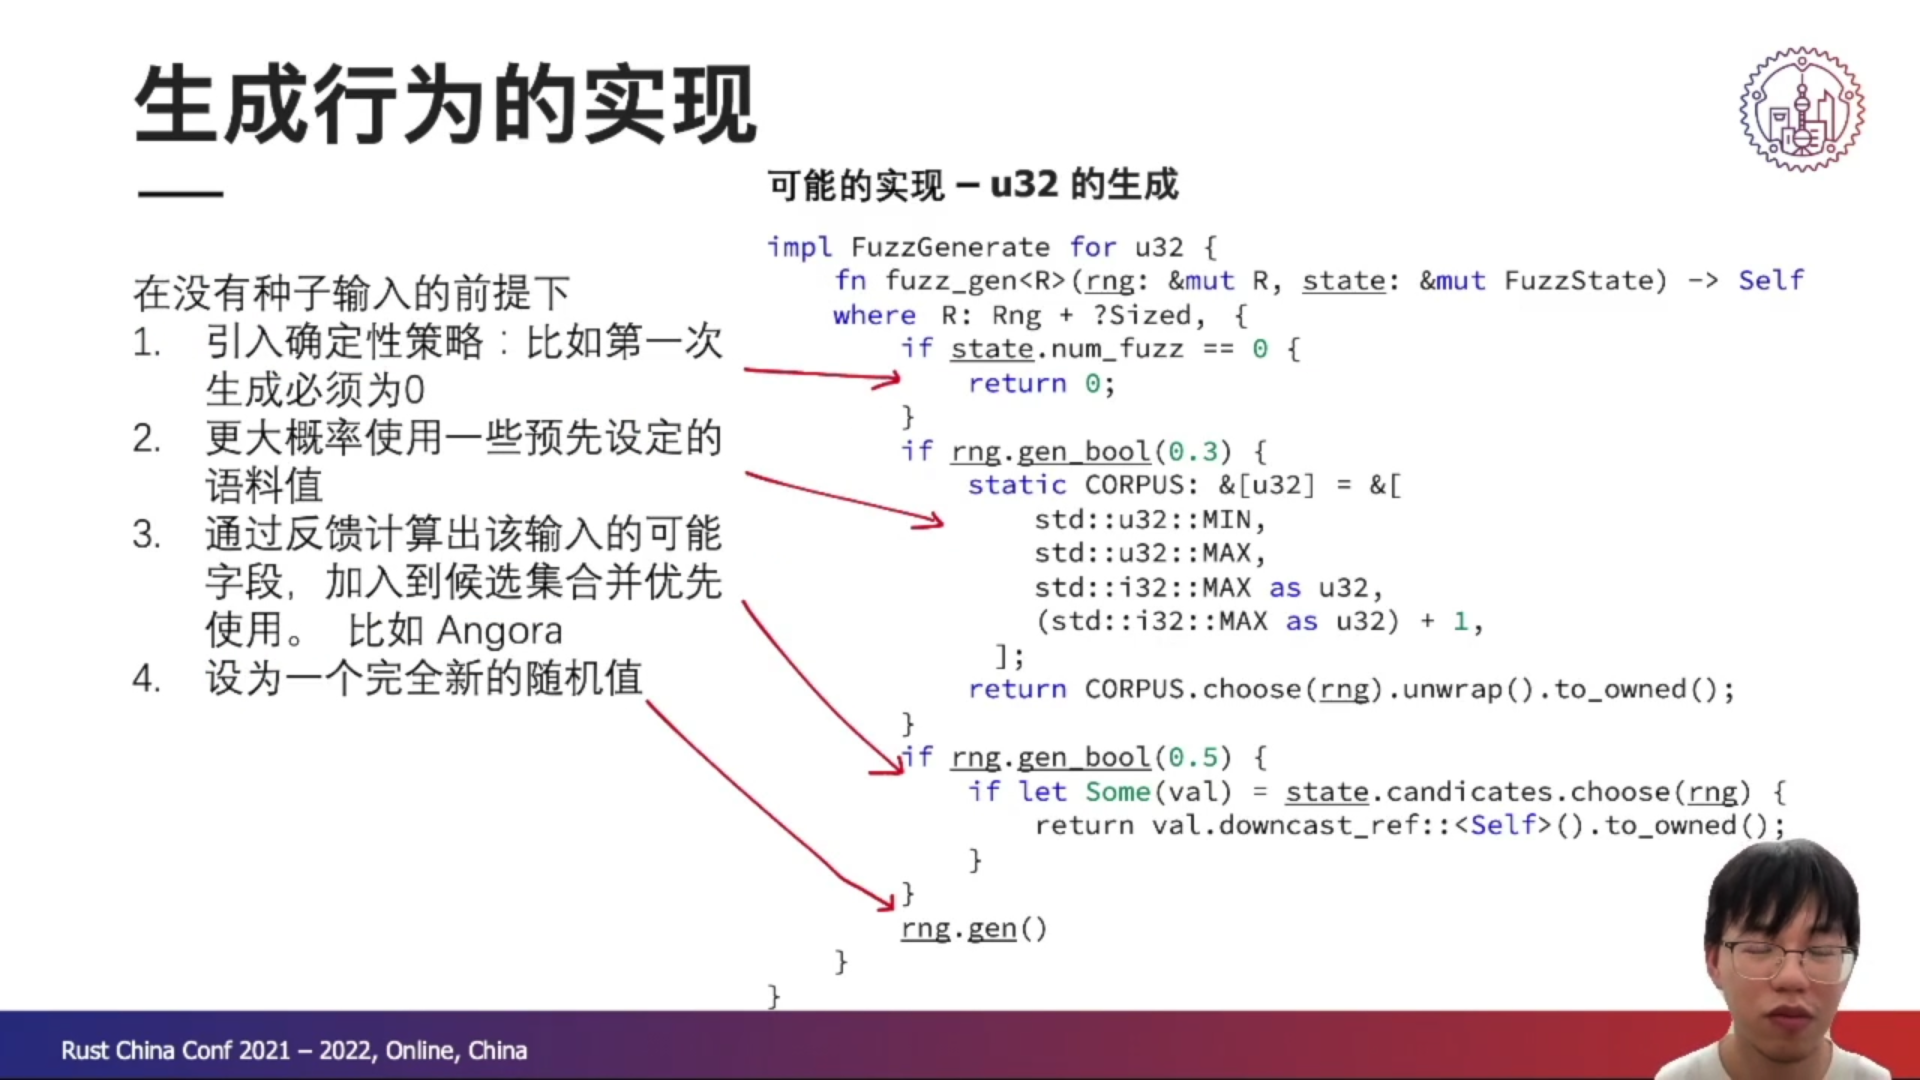 生成行为的实现
可能的实现 – u32 的生成
在没有种子输入的前提下
1. 引入确定性策略：比如第一次
生成必须为0
2. 更大概率使用一些预先设定的
语料值
3. 通过反馈计算出该输入的可能
字段，加入到候选集合并优先
使用。 比如 Angora
4. 设为一个完全新的随机值
impl FuzzGenerate for u32 {
fn fuzz_gen<R>(rng: &mut R, state: &mut FuzzState) -> Self
where R: Rng + ?Sized, {
if state.num_fuzz == 0 {
return 0;
}
if rng.gen_bool(0.3) {
static CORPUS: &[u32] = &[
std::u32::MIN,
std::u32::MAX,
std::i32::MAX as u32,
(std::i32::MAX as u32) + 1,
];
return CORPUS.choose(rng).unwrap().to_owned();
}
if rng.gen_bool(0.5) {
if let Some(val) = state.candicates.choose(rng) {
return val.downcast_ref::<Self>().to_owned();
}
}
rng.gen()
}
}
Rust China Conf 2021 – 2022, Online, China